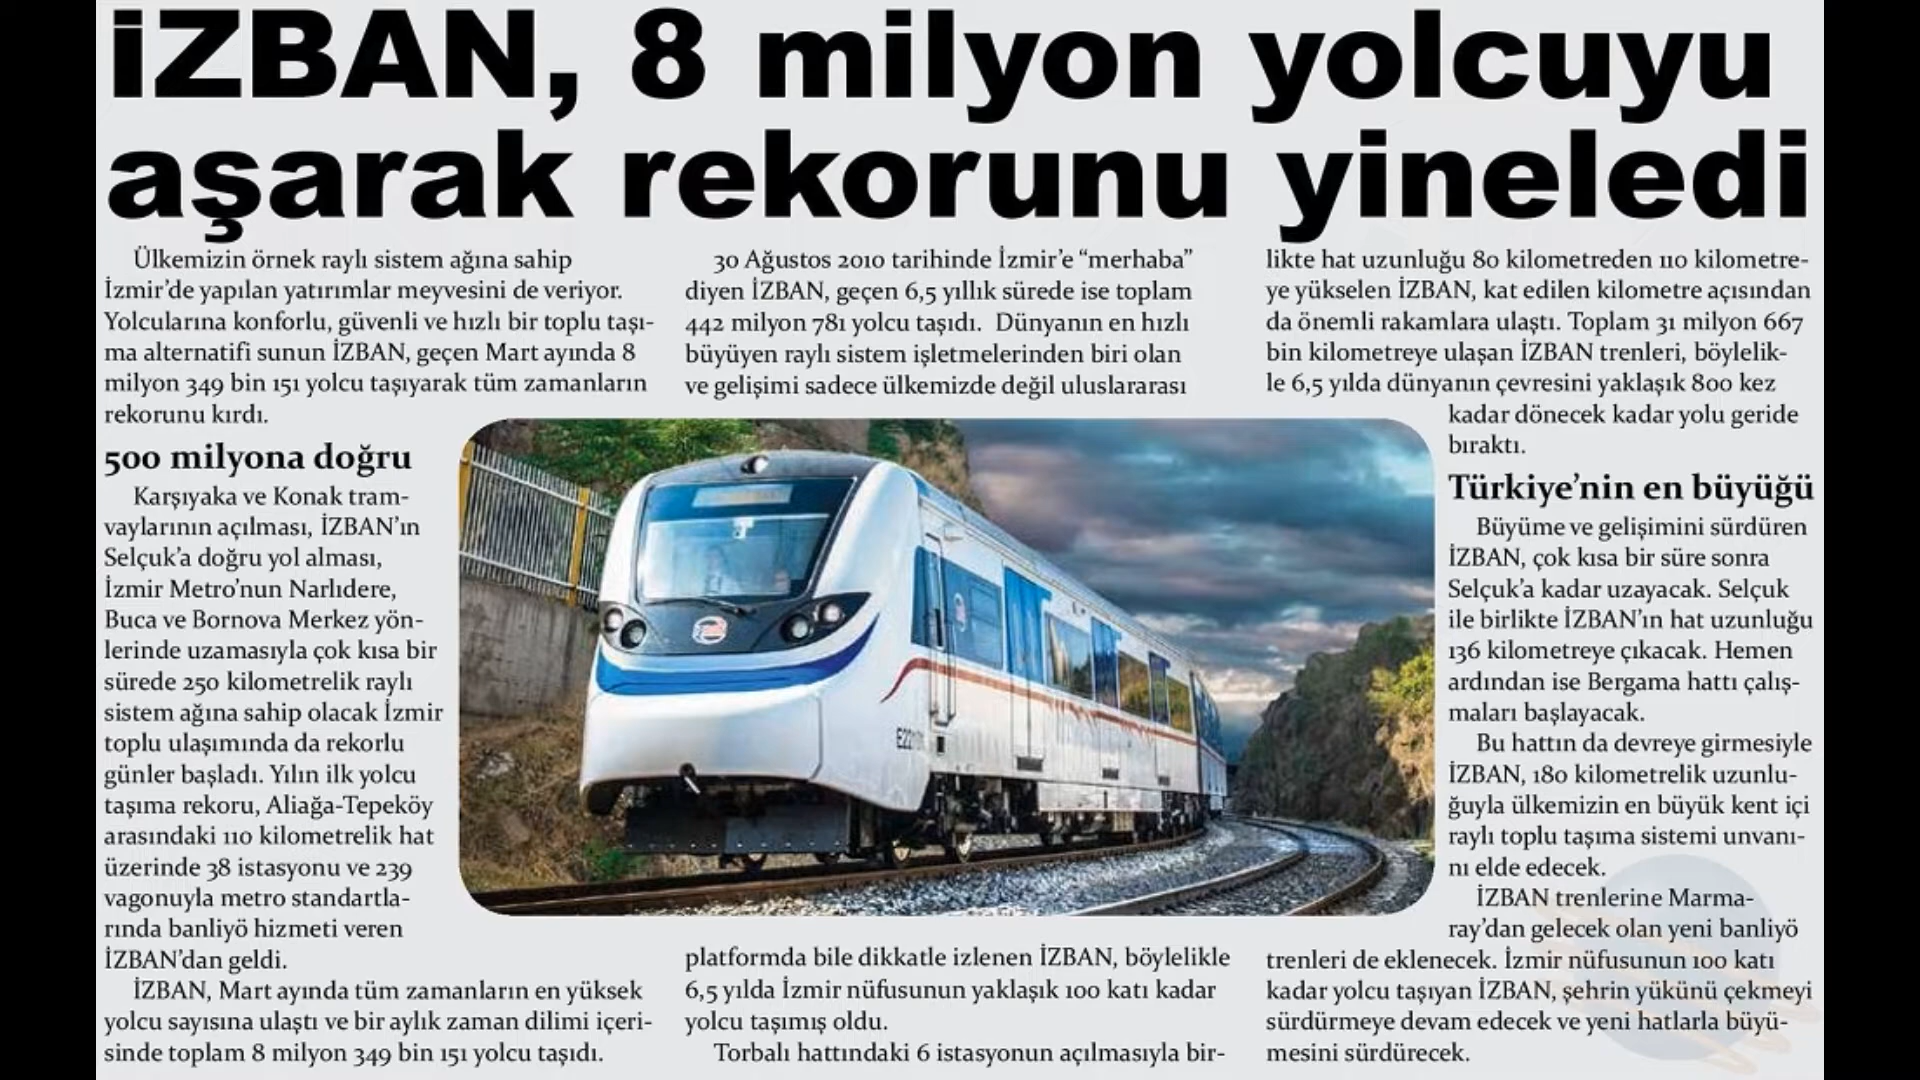 İZBAN, 8 milyon yolcuyu
aşarak rekorunu yineledi
Ülkemizin örnek raylı sistem ağına sahip
İzmir'de yapılan yatırımlar meyvesini de veriyor.
Yolcularına konforlu, güvenli ve hızlı bir toplu taşı-
ma alternatifi sunun İZBAN, geçen Mart ayında 8
milyon 349 bin 151 yolcu taşıyarak tüm zamanların
rekorunu kırdı.
500 milyona doğru
Karşıyaka ve Konak tram-
vaylarının açılması, İZBAN'ın
Selçuk'a doğru yol alması,
İzmir Metro'nun Narlıdere,
Buca ve Bornova Merkez yön-
lerinde uzamasıyla çok kısa bir
sürede 250 kilometrelik raylı
sistem ağına sahip olacak İzmir
toplu ulaşımında da rekorlu
günler başladı. Yılın ilk yolcu
taşıma rekoru, Aliağa-Tepeköy
arasındaki 110 kilometrelik hat
üzerinde 38 istasyonu ve 239
vagonuyla metro standartla-
rında banliyö hizmeti veren
İZBAN'dan geldi.
İZBAN, Mart ayında tüm zamanların en yüksek
yolcu sayısına ulaştı ve bir aylık zaman dilimi içeri-
sinde toplam 8 milyon 349 bin 151 yolcu taşıdı.
30 Ağustos 2010 tarihinde İzmir'e “merhaba”
diyen İZBAN, geçen 6,5 yıllık sürede ise toplam
442 milyon 781 yolcu taşıdı. Dünyanın en hızlı
büyüyen raylı sistem işletmelerinden biri olan
ve gelişimi sadece ülkemizde değil uluslararası
platformda bile dikkatle izlenen İZBAN, böylelikle
6,5 yılda İzmir nüfusunun yaklaşık 100 katı kadar
yolcu taşımış oldu.
Torbalı hattındaki 6 istasyonun açılmasıyla bir-
likte hat uzunluğu 80 kilometreden 110 kilometre-
ye yükselen İZBAN, kat edilen kilometre açısından
da önemli rakamlara ulaştı. Toplam 31 milyon 667
bin kilometreye ulaşan İZBAN trenleri, böylelik-
le 6,5 yılda dünyanın çevresini yaklaşık 800 kez
kadar dönecek kadar yolu geride
bıraktı.
Türkiye'nin en büyüğü
Büyüme ve gelişimini sürdüren
İZBAN, çok kısa bir süre sonra
Selçuk'a kadar uzayacak. Selçuk
ile birlikte İZBAN'ın hat uzunluğu
136 kilometreye çıkacak. Hemen
ardından ise Bergama hattı çalış-
maları başlayacak.
Bu hattın da devreye girmesiyle
İZBAN, 180 kilometrelik uzunlu-
ğuyla ülkemizin en büyük kent içi
raylı toplu taşıma sistemi unvanı-
nı elde edecek.
İZBAN trenlerine Marma-
ray'dan gelecek olan yeni banliyö
trenleri de eklenecek. İzmir nüfusunun 100 katı
kadar yolcu taşıyan İZBAN, şehrin yükünü çekmeyi
sürdürmeye devam edecek ve yeni hatlarla büyü-
mesini sürdürecek.